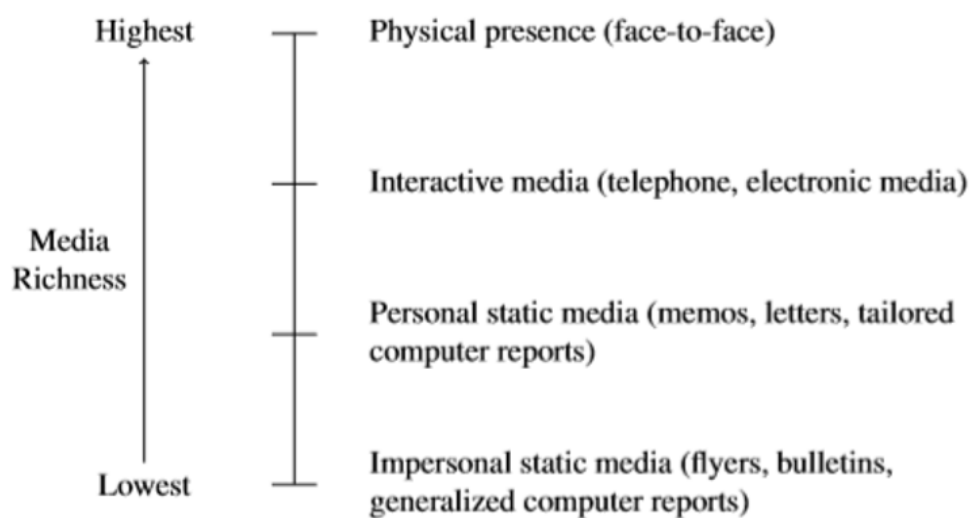 Highest
Physical presence (face-to-face)
Interactive media (telephone, electronic media)
Media
Richness
Personal static media (memos, letters, tailored
computer reports)
Lowest
Impersonal static media (flyers, bulletins,
generalized computer reports)